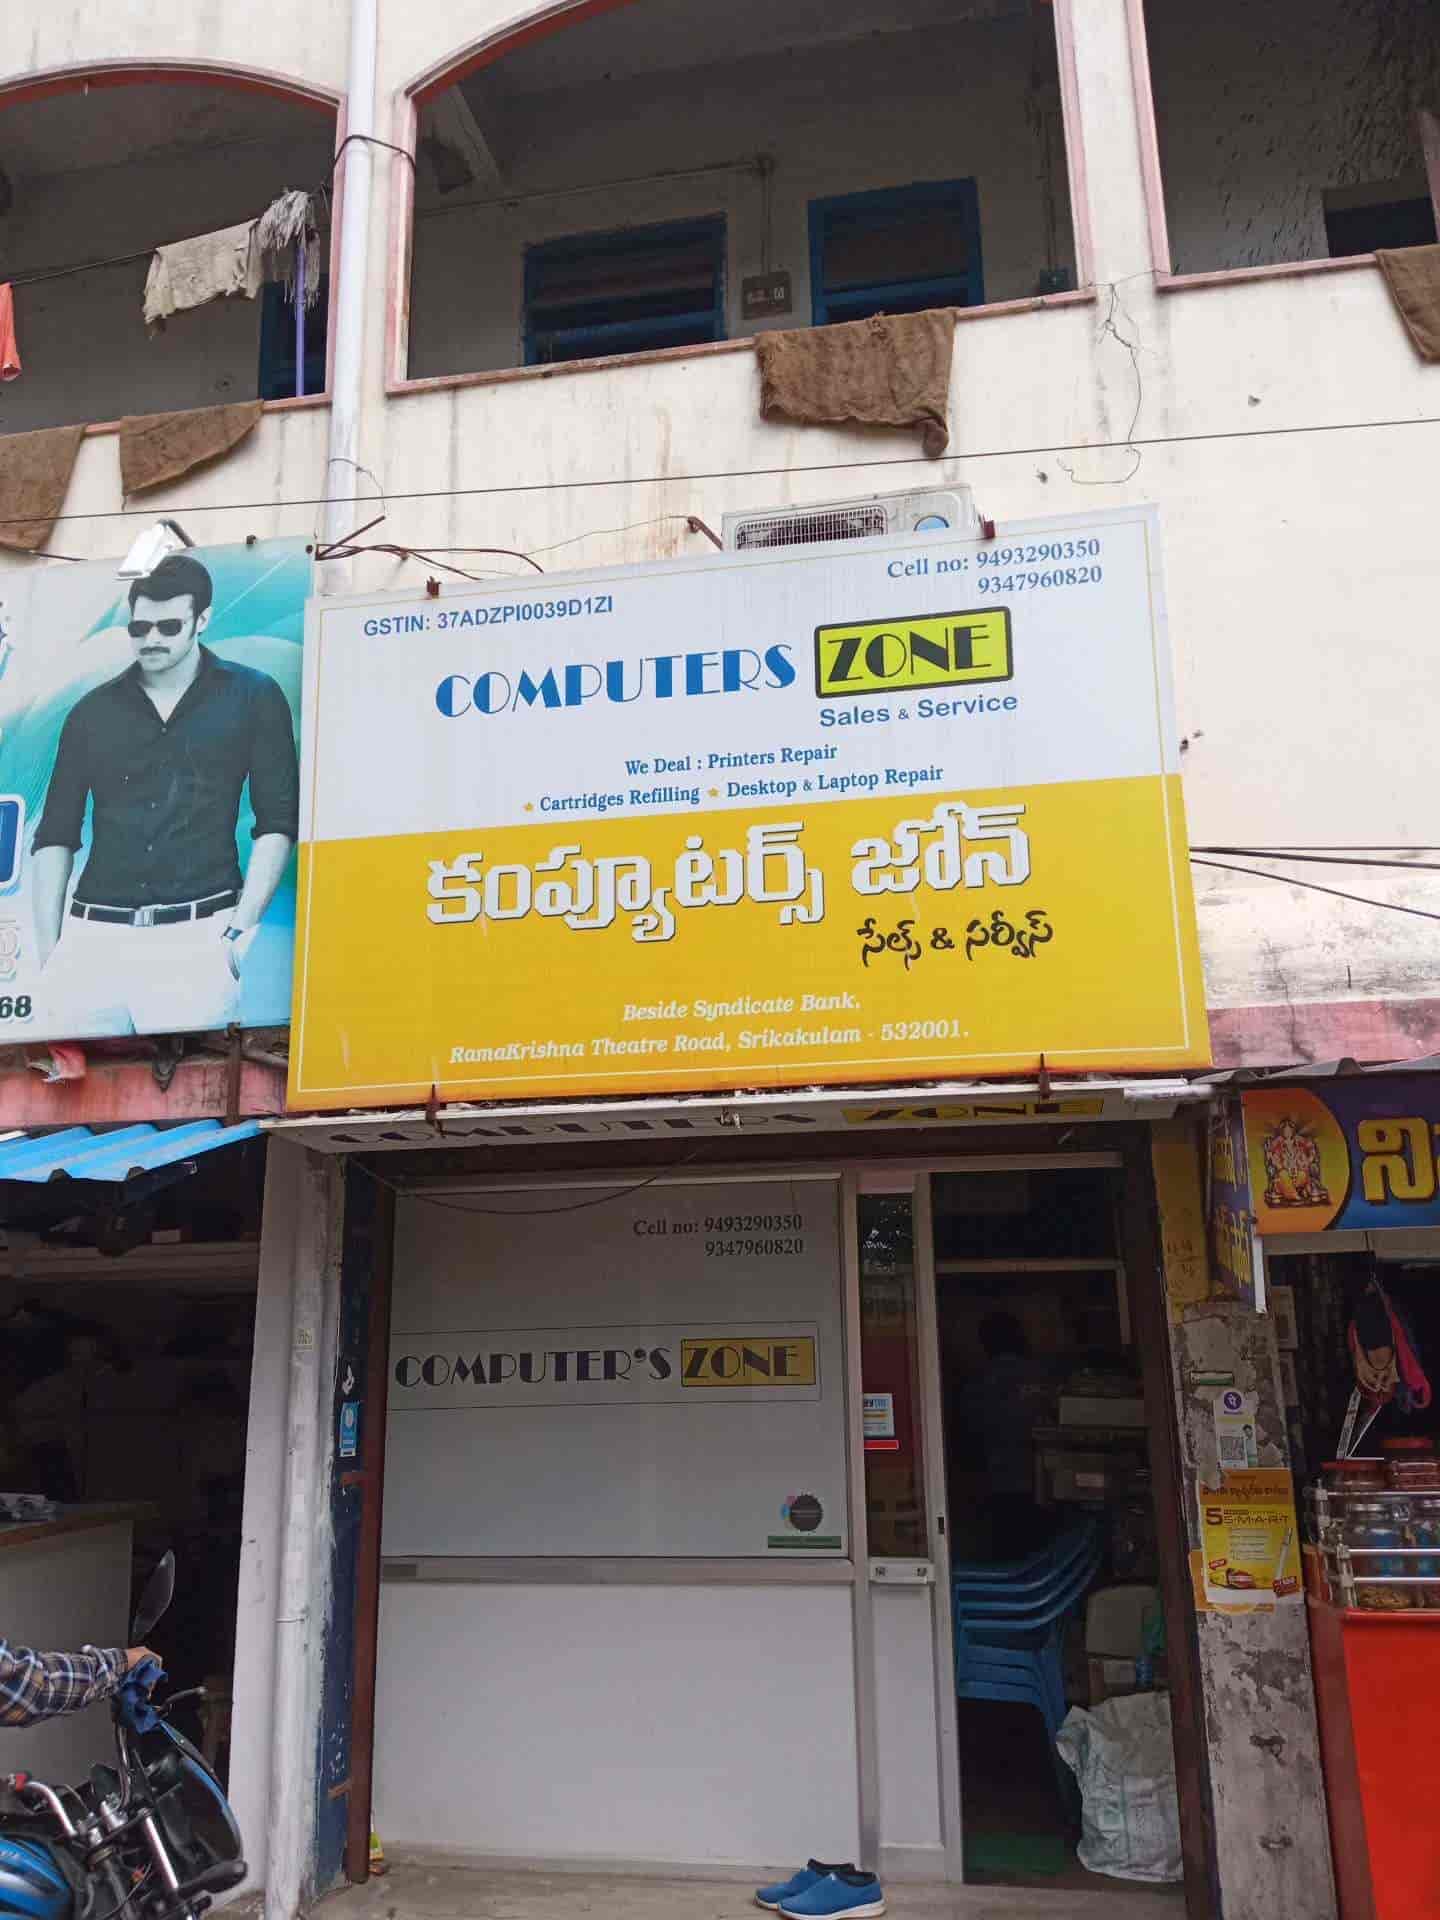 Cell no: 9493290350
9347960820
GSTIN: 37ADZPI0039D1ZI
COMPUTERS ZONE
Sales & Service
We Deal : Printers Repair
Cartridges Refilling Desktop & Laptop Repair
కంప్యూటర్స్ జోన్
సేల్స్ & సర్వీస్
Beside Syndicate Bank,
RamaKrishna Theatre Road, Srikakulam - 532001.
68
COMPUTERS ZONE
Cell no: 9493290350
9347960820
COMPUTER'S ZONE
5 S-M-A-R-T